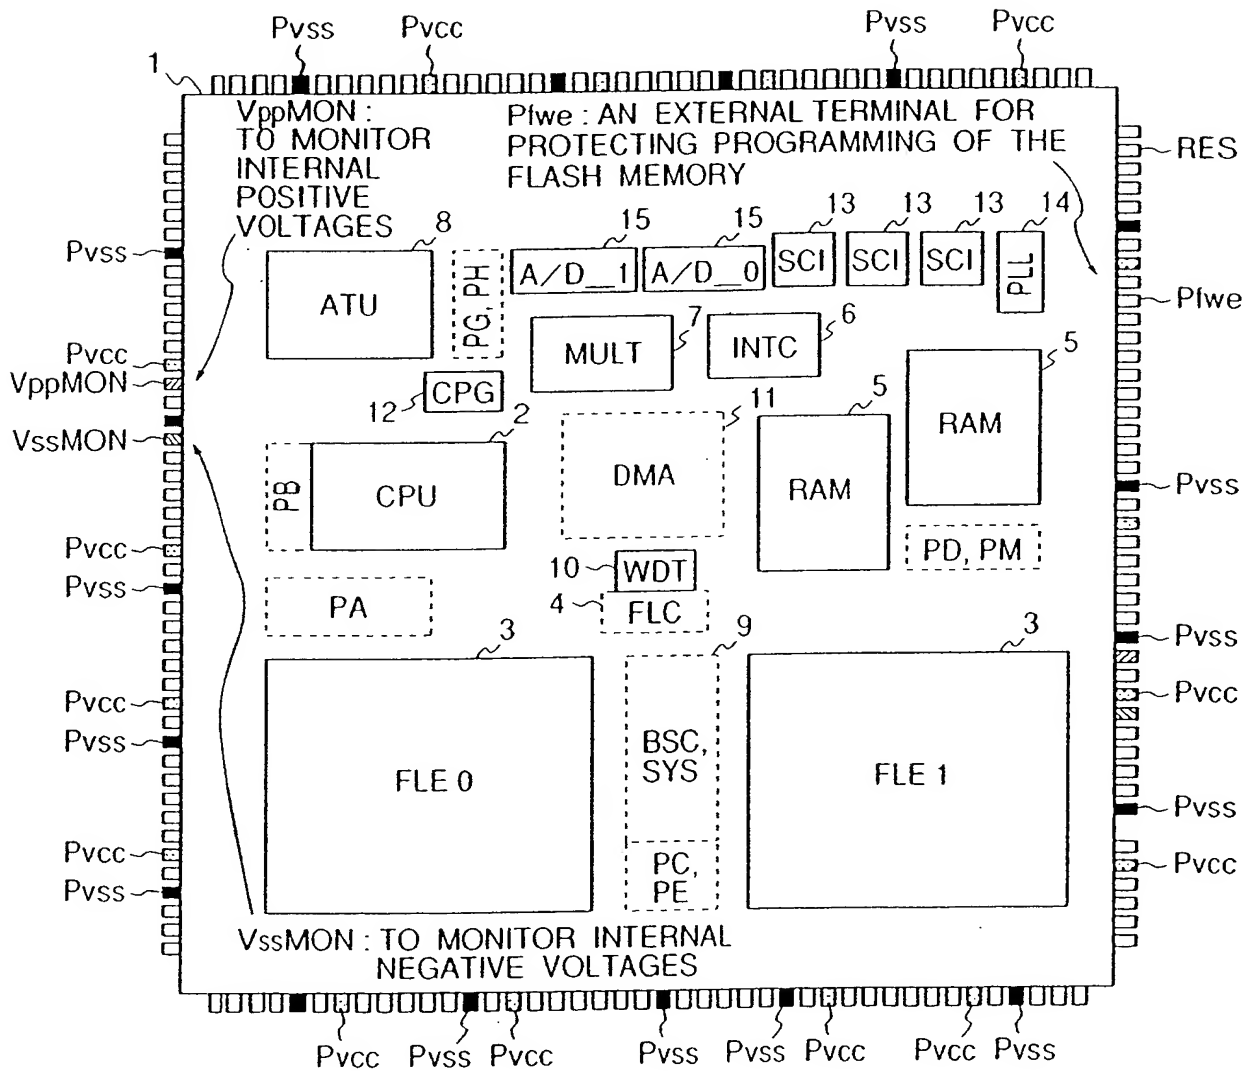 Pvss Pvcc Pvss Pvcc
1
VppMON :
TO MONITOR
INTERNAL
POSITIVE
VOLTAGES
Pfwe : AN EXTERNAL TERMINAL FOR
PROTECTING PROGRAMMING OF THE
FLASH MEMORY
RES
Pvss
8
15
15
13
13
13
14
ATU
PG, PH
A/D__1
A/D__0
SCI
SCI
SCI
PLL
Pfwe
Pvcc
VppMON
VssMON
7
MULT
6
INTC
5
RAM
12
CPG
2
11
5
PB
CPU
DMA
RAM
Pvss
Pvcc
Pvss
PD, PM
10
WDT
4
FLC
PA
3
9
3
Pvss
Pvcc
Pvcc
Pvss
FLE 0
BSC,
SYS
FLE 1
Pvss
Pvcc
Pvcc
Pvss
PC,
PE
VssMON : TO MONITOR INTERNAL
NEGATIVE VOLTAGES
Pvcc Pvss Pvcc Pvss Pvss Pvcc Pvcc Pvss